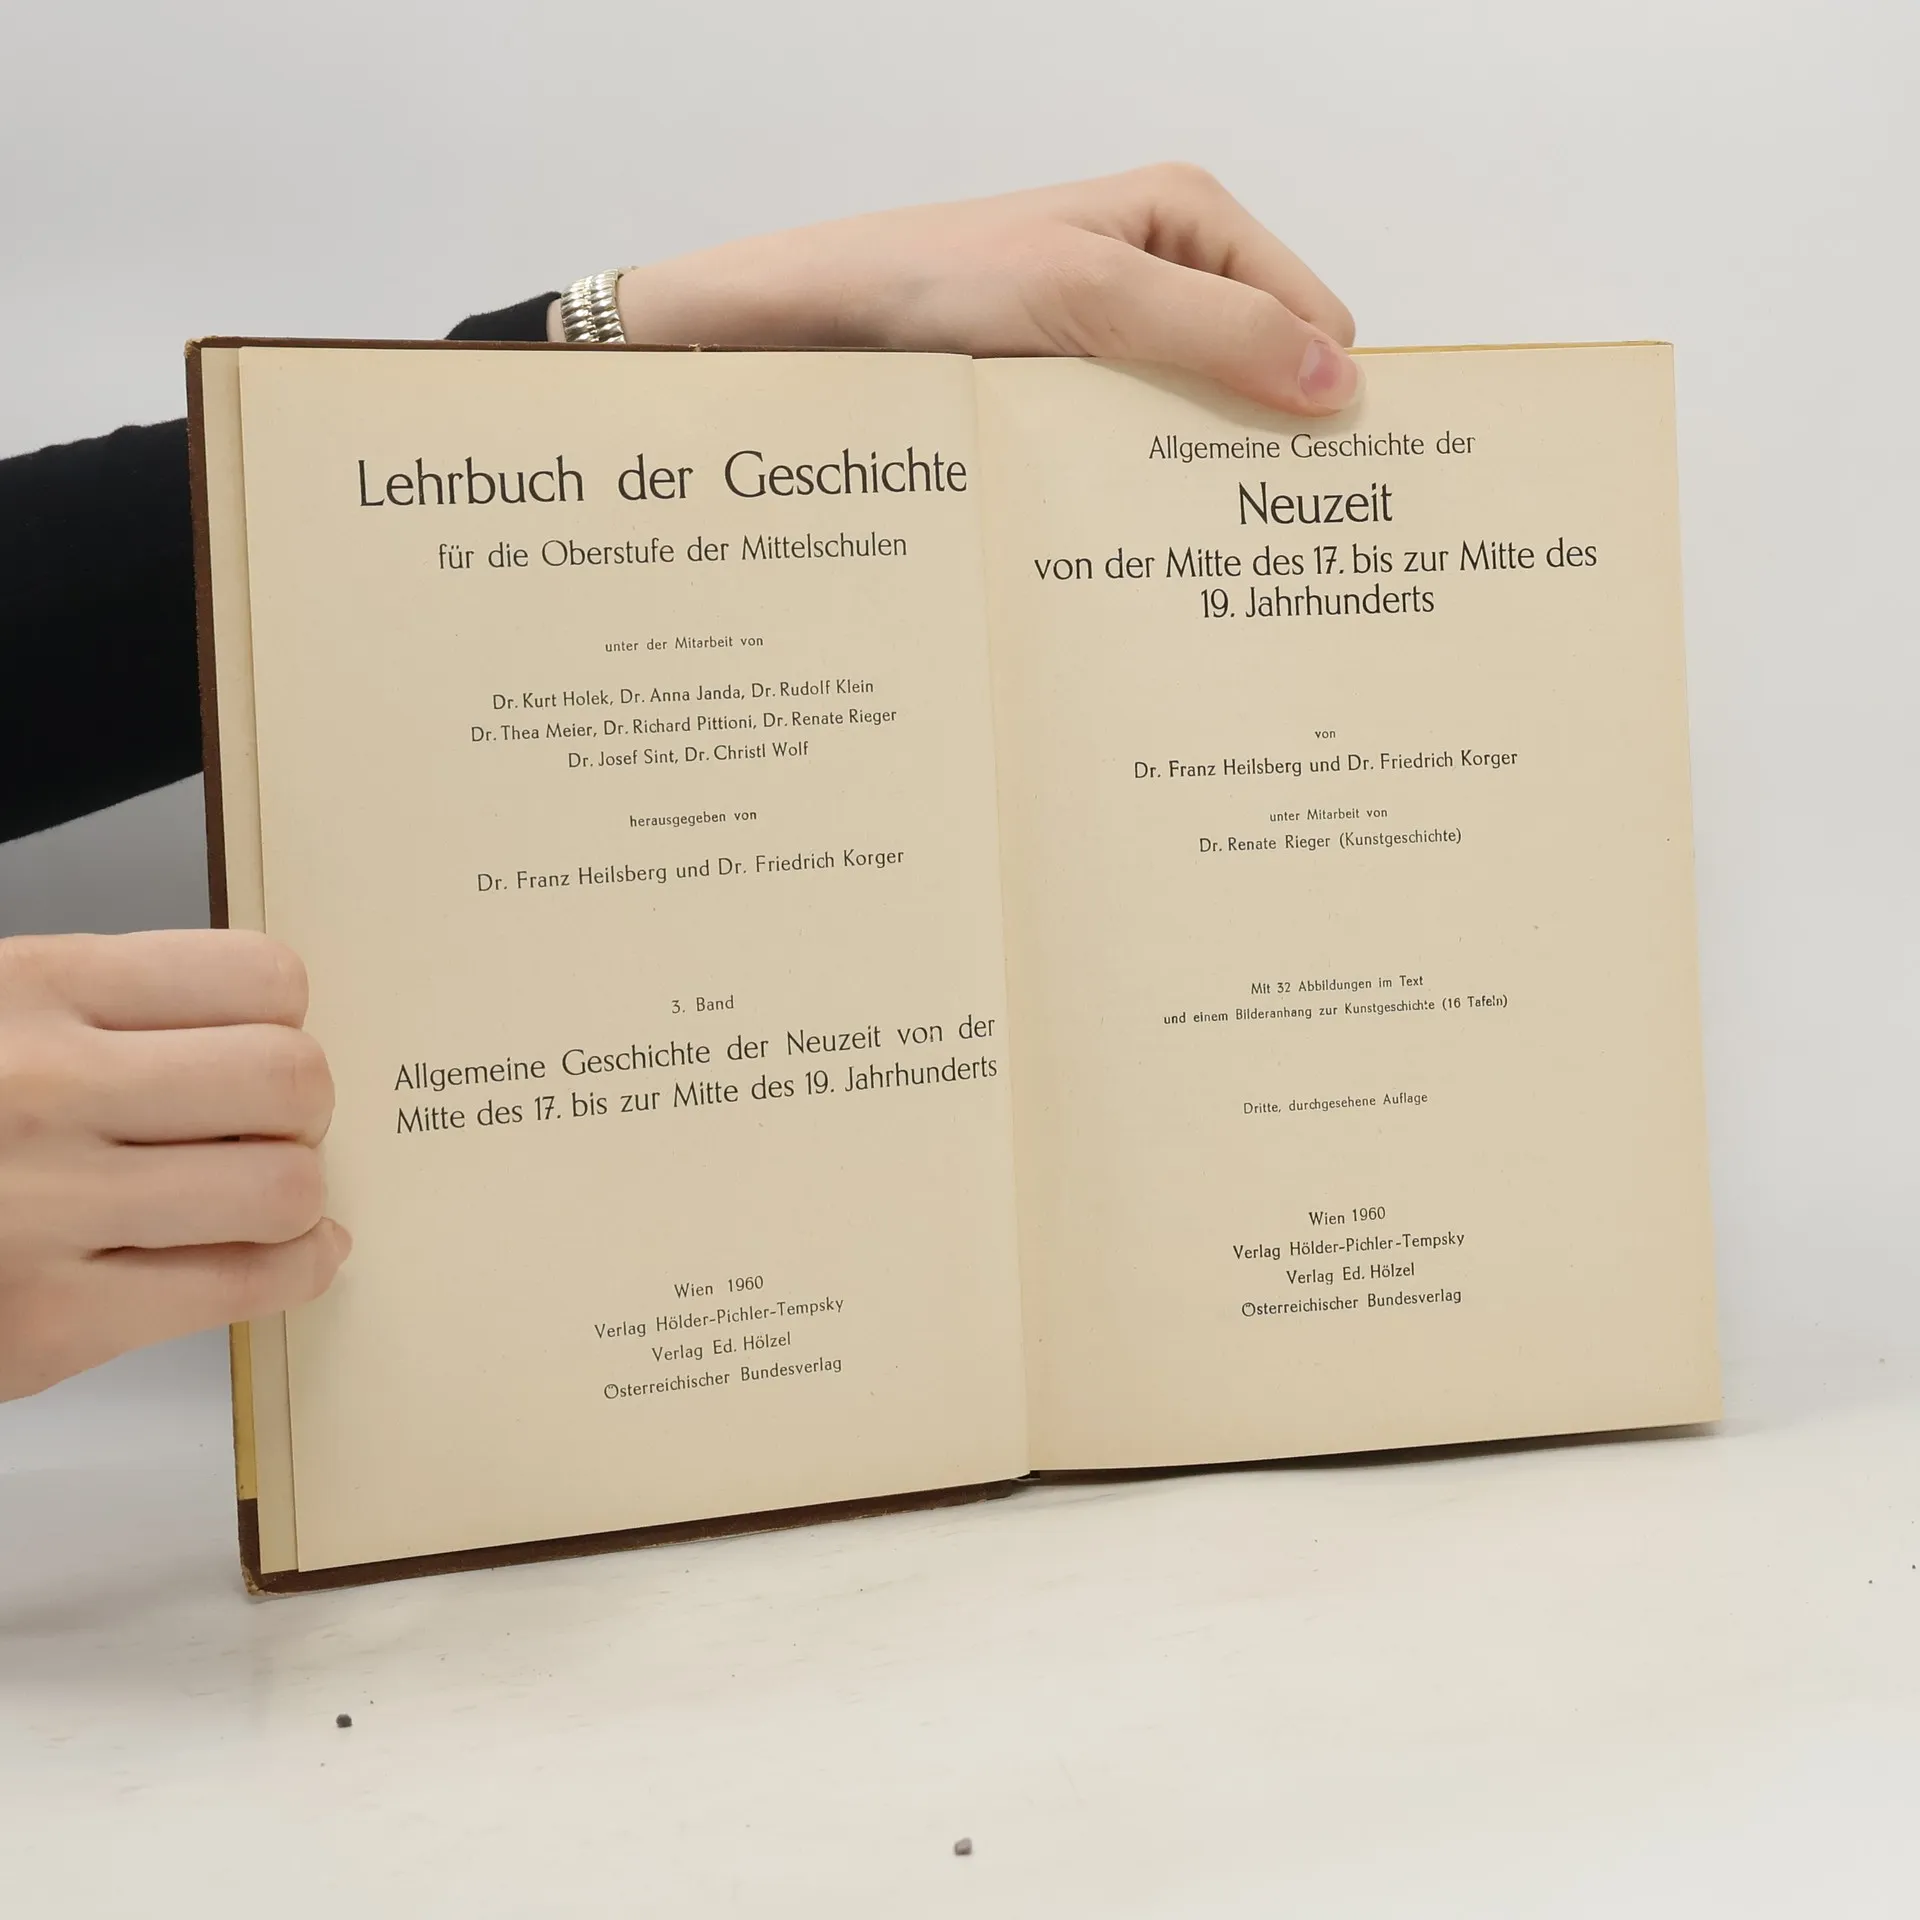 Lehrbuch der Geschichte
für die Oberstufe der Mittelschulen
unter der Mitarbeit von
Dr. Kurt Holek, Dr. Anna Janda, Dr. Rudolf Klein
Dr. Thea Meier, Dr. Richard Pittioni, Dr. Renate Rieger
Dr. Josef Sint, Dr. Christl Wolf
herausgegeben von
Dr. Franz Heilsberg und Dr. Friedrich Korger
3. Band
Allgemeine Geschichte der Neuzeit von der
Mitte des 17. bis zur Mitte des 19. Jahrhunderts
Wien 1960
Verlag Hölder-Pichler-Tempsky
Verlag Ed. Hölzel
Österreichischer Bundesverlag
Allgemeine Geschichte der
Neuzeit
von der Mitte des 17. bis zur Mitte des
19. Jahrhunderts
von
Dr. Franz Heilsberg und Dr. Friedrich Korger
unter Mitarbeit von
Dr. Renate Rieger (Kunstgeschichte)
Mit 32 Abbildungen im Text
und einem Bilderanhang zur Kunstgeschichte (16 Tafeln)
Dritte, durchgesehene Auflage
Wien 1960
Verlag Hölder-Pichler-Tempsky
Verlag Ed. Hölzel
Österreichischer Bundesverlag